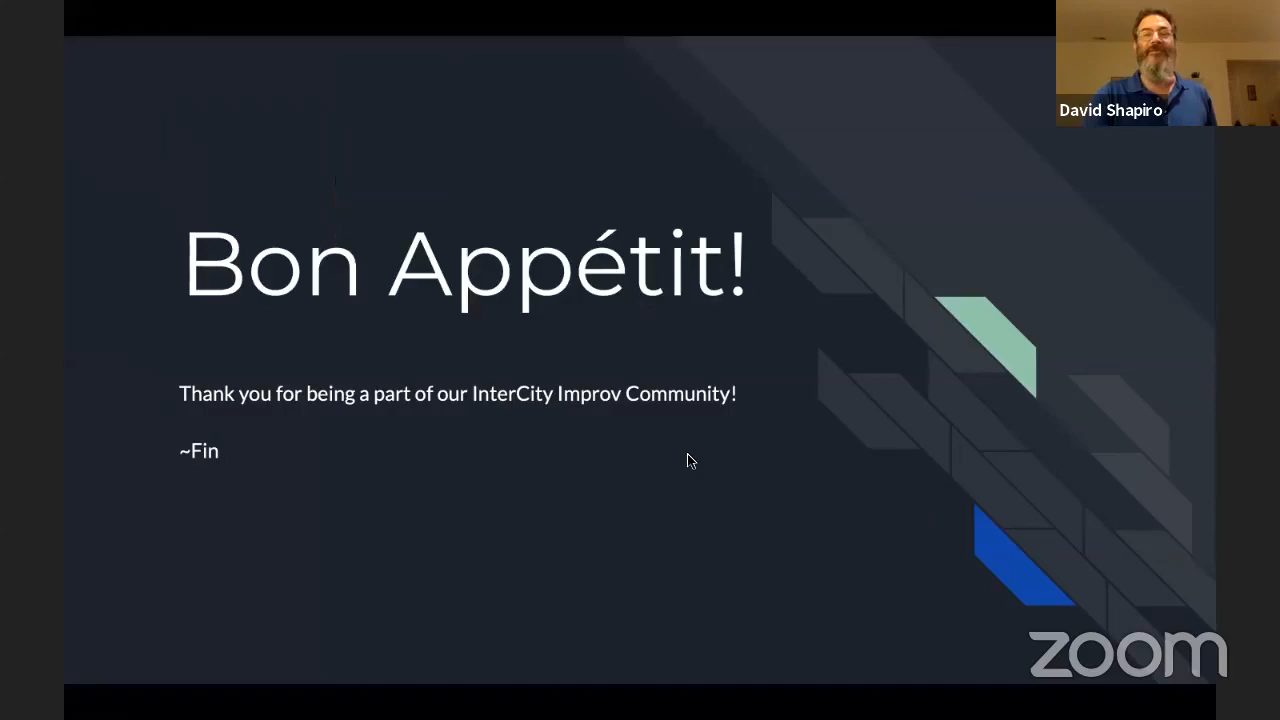 David Shapiro
Bon Appétit!
Thank you for being a part of our InterCity Improv Community!
~Fin
zoom